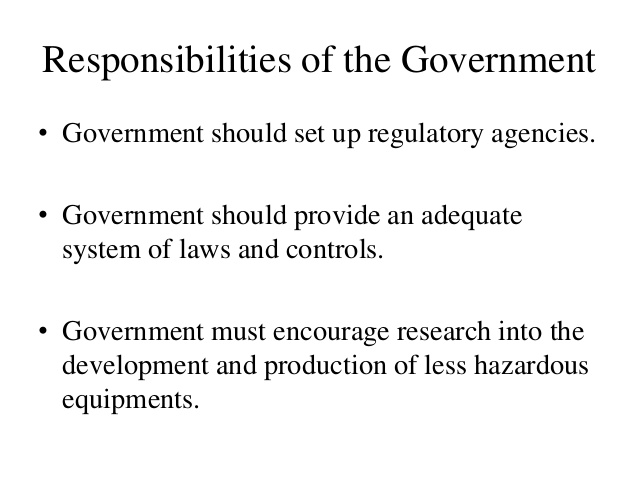 Responsibilities of the Government
• Government should set up regulatory agencies.
• Government should provide an adequate
system of laws and controls.
• Government must encourage research into the
development and production of less hazardous
equipments.